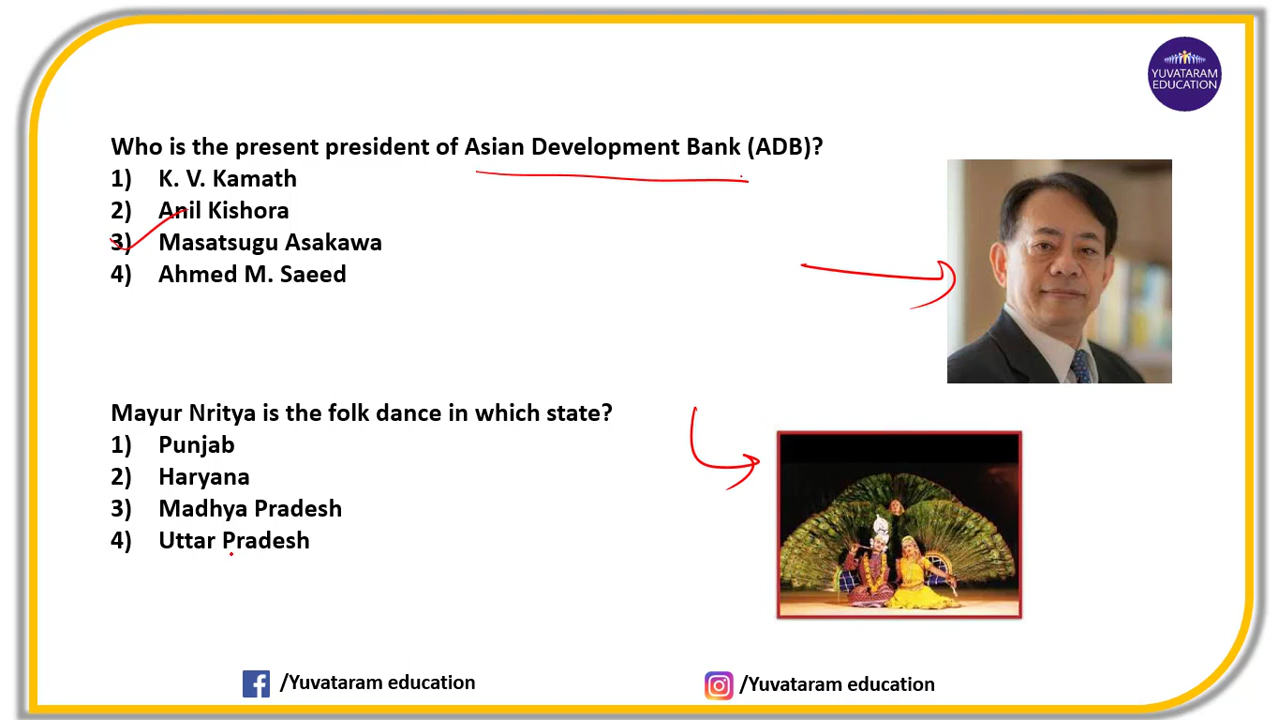 YUVATARAM
EDUCATION
Who is the present president of Asian Development Bank (ADB)?
1) K. V. Kamath
2) Anil Kishora
3) Masatsugu Asakawa
4) Ahmed M. Saeed
Mayur Nritya is the folk dance in which state?
1) Punjab
2) Haryana
3) Madhya Pradesh
4) Uttar Pradesh
/Yuvataram education
/Yuvataram education